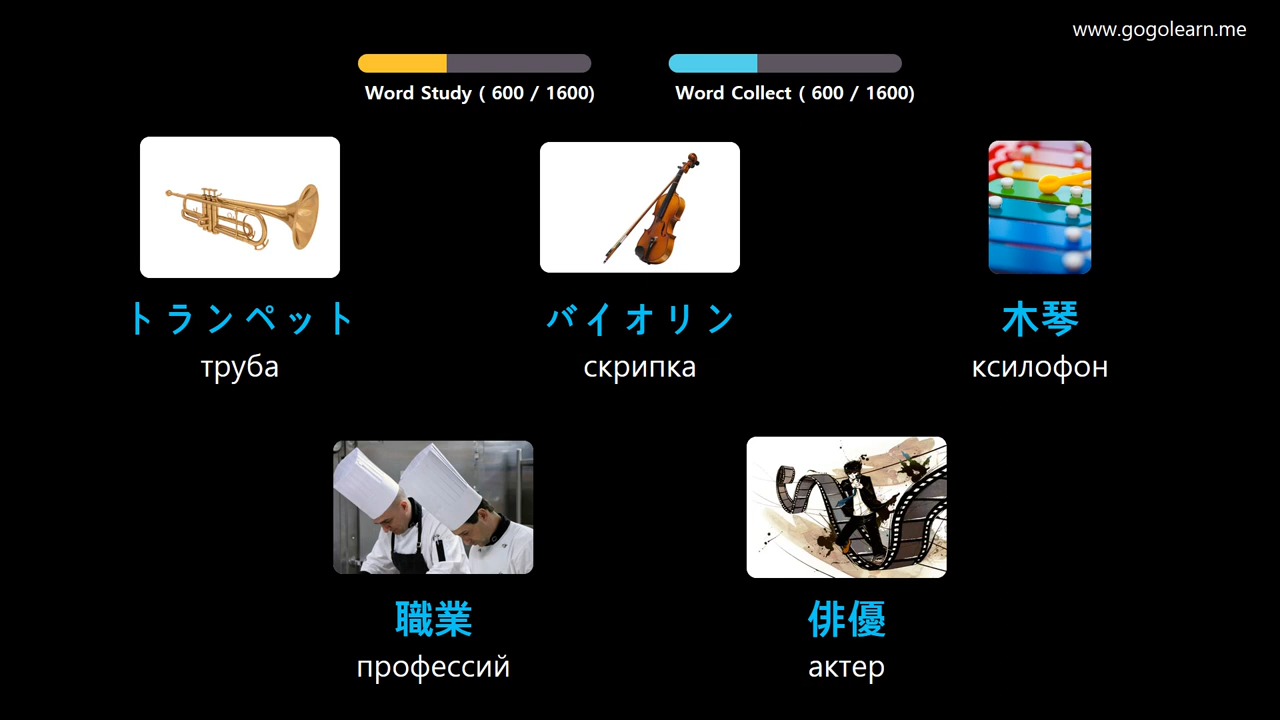 www.gogolearn.me
Word Study ( 600 / 1600)
Word Collect ( 600 / 1600)
トランペット
труба
バイオリン
скрипка
木琴
ксилофон
職業
профессий
俳優
актер